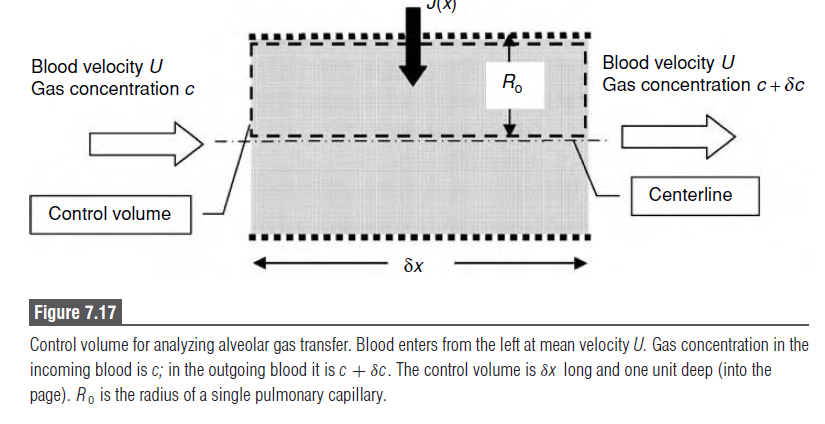 J(x)
Blood velocity U
Gas concentration c
R₀
Blood velocity U
Gas concentration c + δc
Control volume
Centerline
δx
Figure 7.17
Control volume for analyzing alveolar gas transfer. Blood enters from the left at mean velocity U. Gas concentration in the
incoming blood is c; in the outgoing blood it is c + δc. The control volume is δx long and one unit deep (into the
page). R₀ is the radius of a single pulmonary capillary.